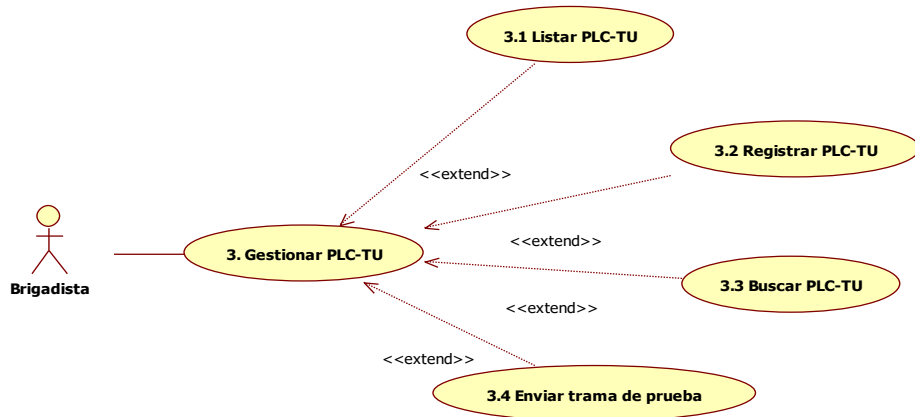 3.1 Listar PLC-TU
3.2 Registrar PLC-TU
<<extend>>
<<extend>>
3. Gestionar PLC-TU
Brigadista
3.3 Buscar PLC-TU
<<extend>>
<<extend>>
3.4 Enviar trama de prueba